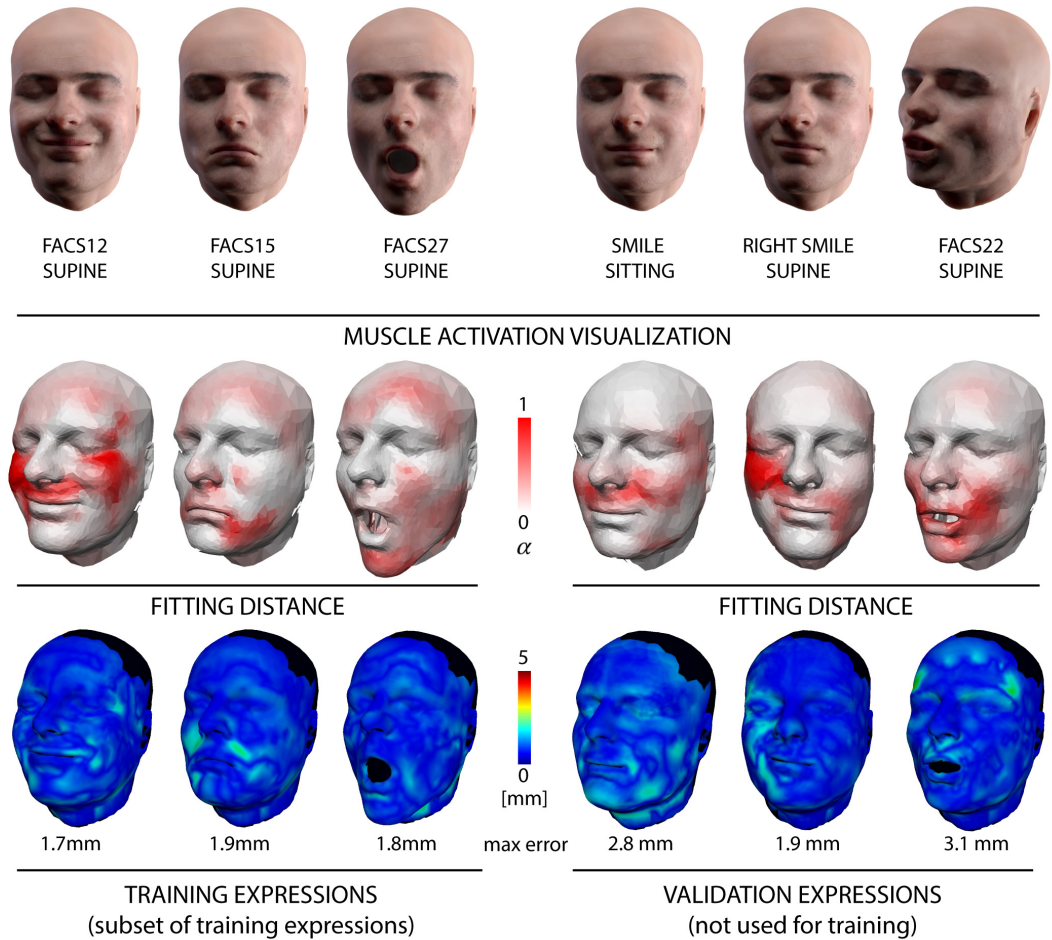 FACS12
SUPINE
FACS15
SUPINE
FACS27
SUPINE
SMILE
SITTING
RIGHT SMILE
SUPINE
FACS22
SUPINE
MUSCLE ACTIVATION VISUALIZATION
1
0
α
FITTING DISTANCE
FITTING DISTANCE
5
0
[mm]
1.7mm
1.9mm
1.8mm
max error
2.8 mm
1.9 mm
3.1 mm
TRAINING EXPRESSIONS
(subset of training expressions)
VALIDATION EXPRESSIONS
(not used for training)